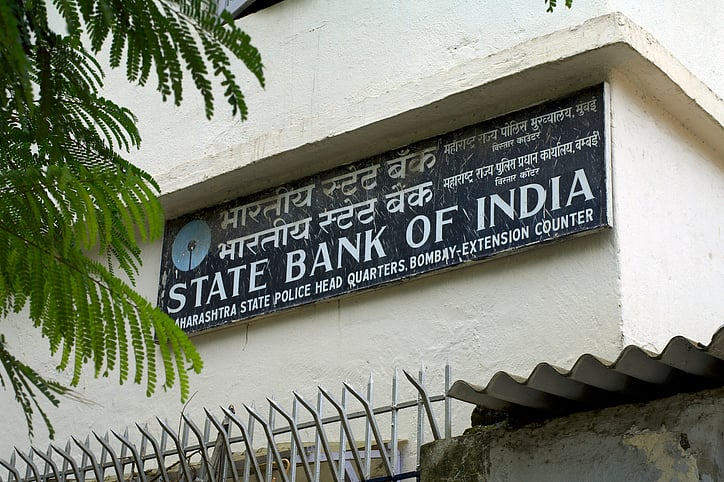 भारतीय स्टेट बँक महाराष्ट्र राज्य पोलिस मुख्यालय, मुंबई
विस्तार काउंटर
भारतीय स्टेट बेंक महाराष्ट्र राज्य पुलिस प्रधान कार्यालय, बम्बई
विस्तार काँटर
STATE BANK OF INDIA
MAHARASHTRA STATE POLICE HEAD QUARTERS. BOMBAY-EXTENSION COUNTER